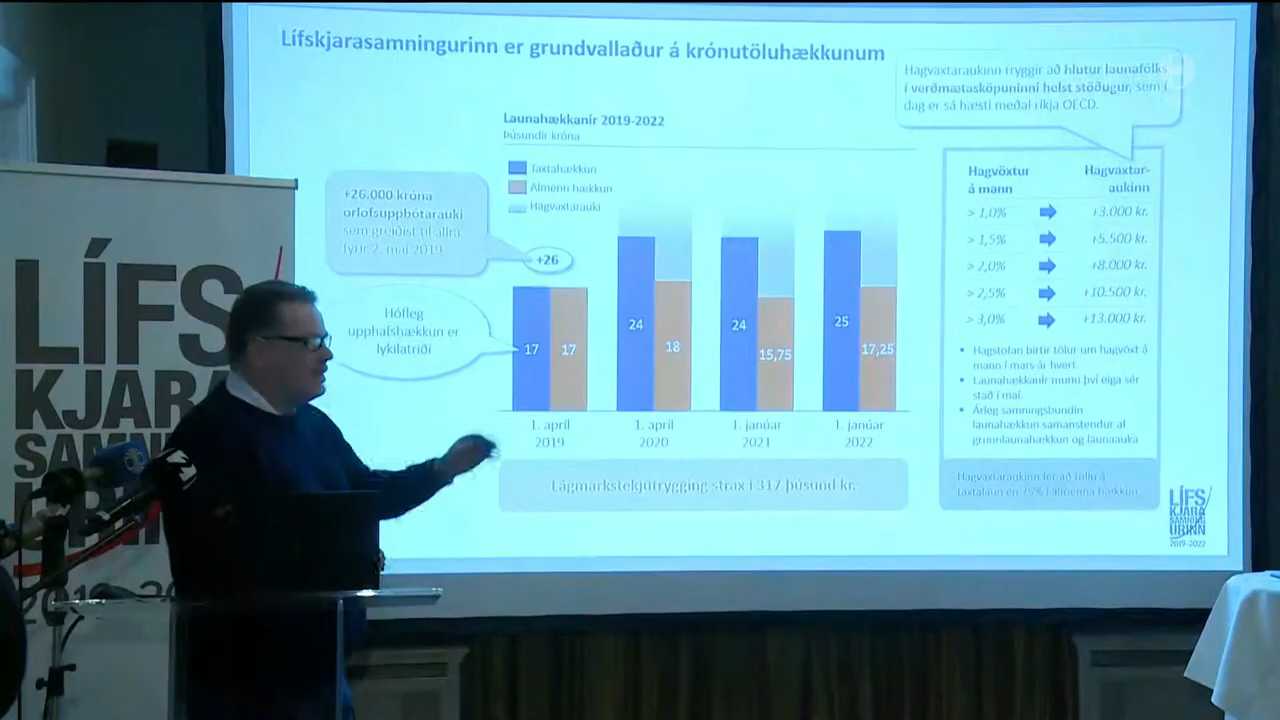 Lífskjarasamningurinn er grundvallaður á krónutöluhækkunum
Hagvaxtaraukinn tryggir að hlutur launafólks
í verðmætasköpuninni helst stöðugur, sem í
dag er sá hæsti meðal ríkja OECD.
Launahækkanir 2019-2022
Þúsundir króna
Taxtahækkun
Almenn hækkun
Hagvaxtarauki
+26.000 króna
orlofsuppbótarauki
sem greiðist til allra
fyrir 2. maí 2019
+26
Hófleg
upphafshækkun er
lykilatriði
17
17
24
18
24
15,75
25
17,25
1. apríl
2019
1. apríl
2020
1. janúar
2021
1. janúar
2022
Lágmarkstekjutrygging strax í 317 þúsund kr.
Hagvöxtur
á mann
Hagvaxtar-
aukinn
> 1,0% +3.000 kr.
> 1,5% +5.500 kr.
> 2,0% +8.000 kr.
> 2,5% +10.500 kr.
> 3,0% +13.000 kr.
• Hagstofan birtir tölur um hagvöxt á
mann í mars ár hvert
• Launahækkanir munu því eiga sér
stað í maí.
• Árleg samningsbundin
launahækkun samanstendur af
grunnlaunahækkun og launaauka
Hagvaxtaraukinn fer að fullu á
taxtalaun en 75% í almenna hækkun.
LÍFS
KJARA
SAMNING
URINN
2019-2022
LÍFS
KJARA